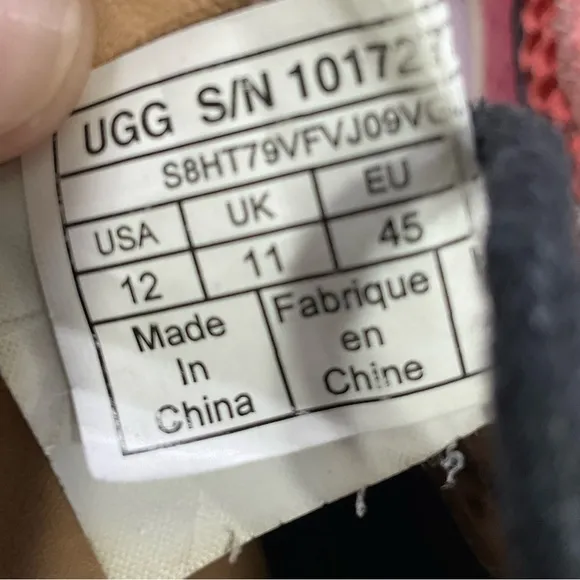 UGG S/N 10172
S8HT79VFVJ09V
USA UK EU
12 11 45
Made Fabrique
In en
China Chine